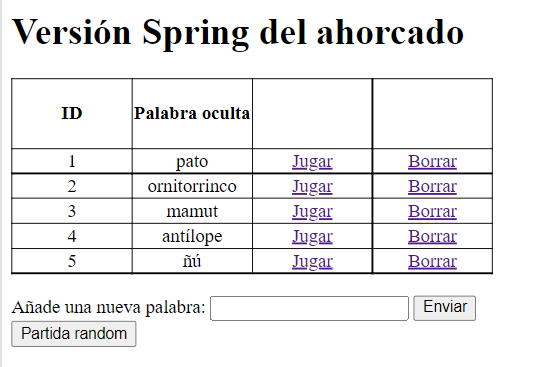 Versión Spring del ahorcado
ID Palabra oculta
1 pato Jugar Borrar
2 ornitorrinco Jugar Borrar
3 mamut Jugar Borrar
4 antílope Jugar Borrar
5 ñú Jugar Borrar
Añade una nueva palabra: Enviar
Partida random